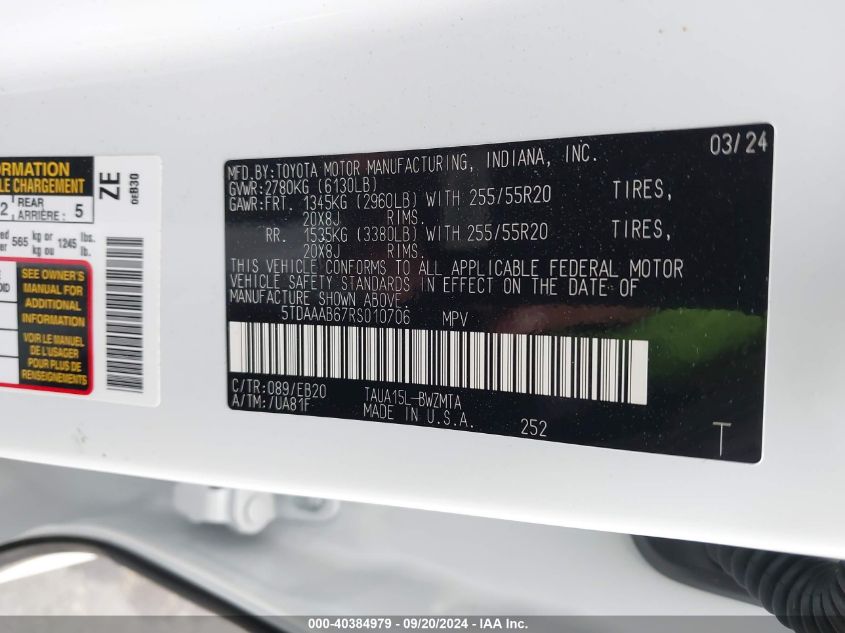 ORMATION
LE CHARGEMENT
2 REAR ARRIÈRE : 5
565 kg or kg ou 1245 lbs. lb.
SEE OWNER'S
MANUAL FOR
ADDITIONAL
INFORMATION
VOIR LE MANUEL
DE L'USAGER
POUR PLUS DE
RENSEIGNEMENTS
ZE
0EB30
03/24
MFD.BY:TOYOTA MOTOR MANUFACTURING, INDIANA, INC.
GVWR:2780KG (6130LB)
GAWR:FRT. 1345KG (2960LB) WITH 255/55R20 TIRES,
20X8J RIMS.
RR. 1535KG (3380LB) WITH 255/55R20 TIRES,
20X8J RIMS.
THIS VEHICLE CONFORMS TO ALL APPLICABLE FEDERAL MOTOR
VEHICLE SAFETY STANDARDS IN EFFECT ON THE DATE OF
MANUFACTURE SHOWN ABOVE.
5TDAAAB67RS010706 MPV
C/TR:089/EB20 TAUA15L-BWZMTA
A/TM:/UA81F MADE IN U.S.A. 252
T
000-40384979 - 09/20/2024 - IAA Inc.